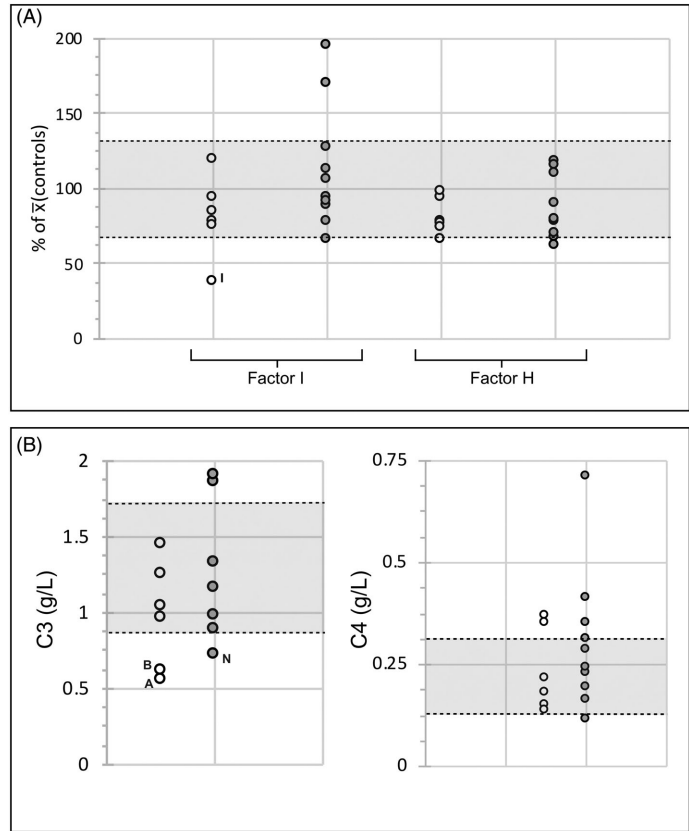 (A)
% of x̅(controls)
200
150
100
50
0
I
Factor I
Factor H
(B)
C3 (g/L)
2
1.5
1
0.5
0
B
A
N
C4 (g/L)
0.75
0.5
0.25
0